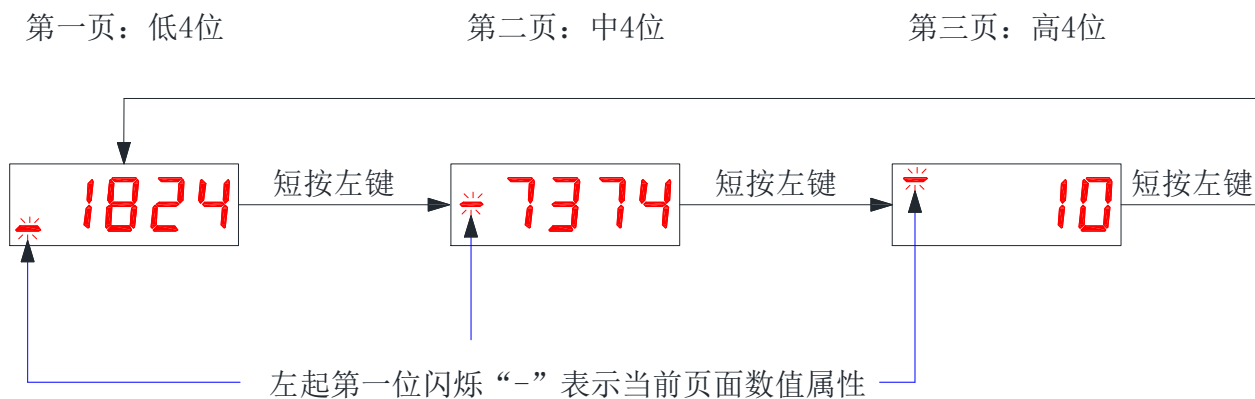 第一页：低4位
第二页：中4位
第三页：高4位
1824
短按左键
-7374
短按左键
10
短按左键
左起第一位闪烁“-”表示当前页面数值属性